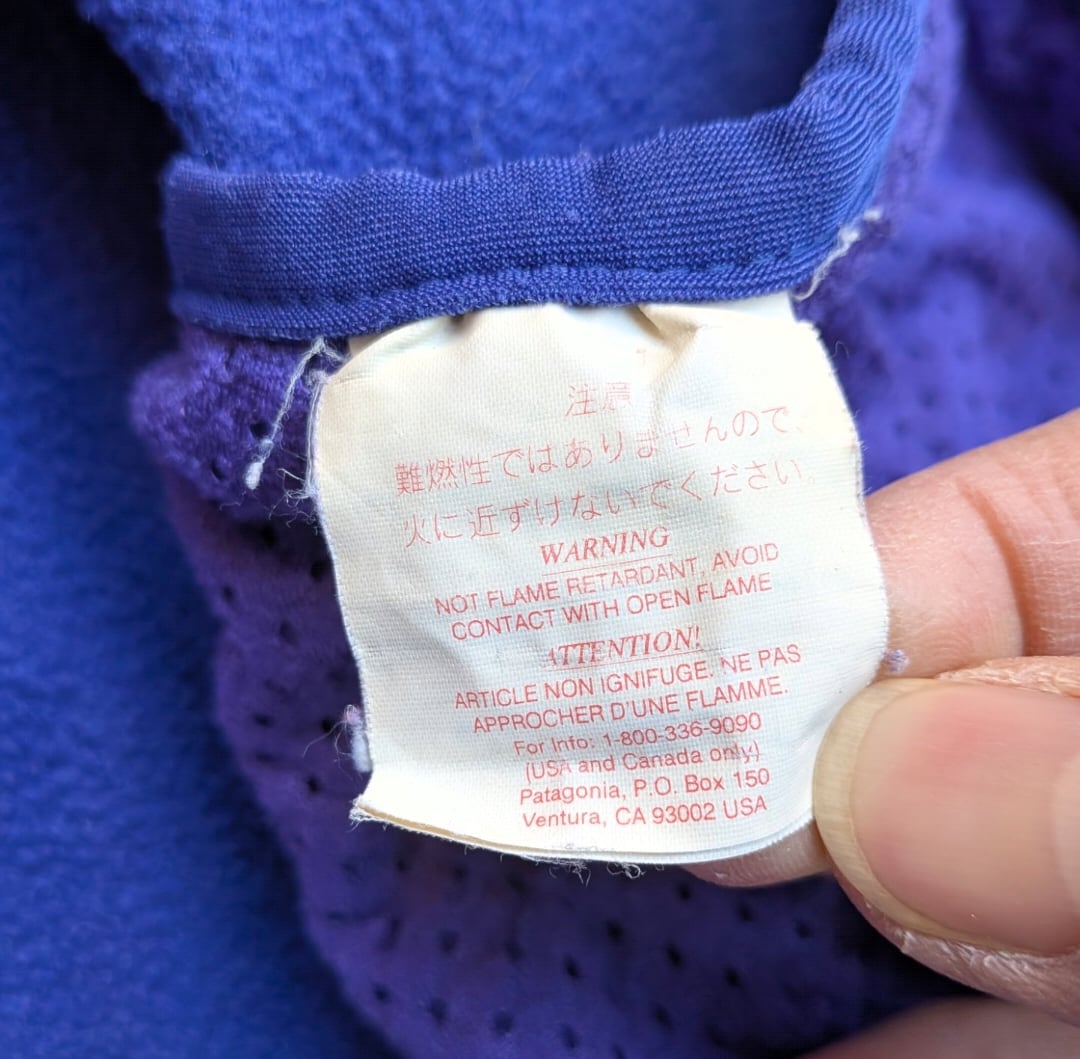 注意
難燃性ではありませんので、
火に近ずけないでください。
WARNING
NOT FLAME RETARDANT, AVOID
CONTACT WITH OPEN FLAME
ATTENTION!
ARTICLE NON IGNIFUGE. NE PAS
APPROCHER D'UNE FLAMME.
For Info: 1-800-336-9090
(USA and Canada only)
Patagonia, P.O. Box 150
Ventura, CA 93002 USA